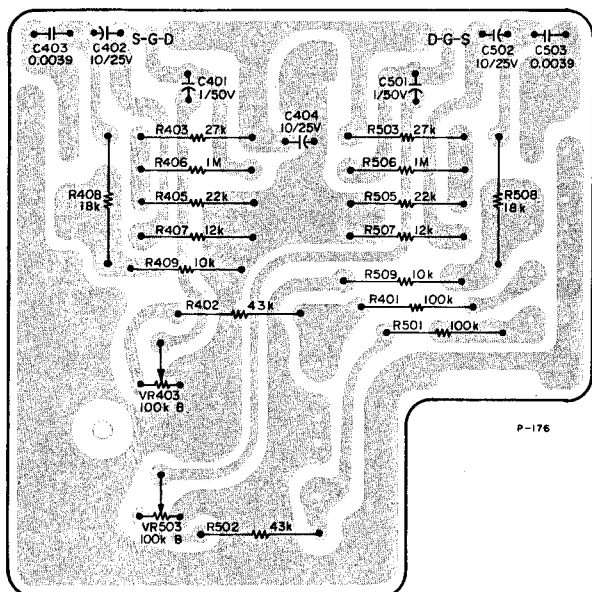 C403
0.0039
C402
10/25V
S-G-D
D-G-S
C502
10/25V
C503
0.0039
C401
1/50V
C501
1/50V
C404
10/25V
R403 27k
R503 27k
R406 1M
R506 1M
R408
18k
R405 22k
R505 22k
R508
18k
R407 12k
R507 12k
R409 10k
R509 10k
R402 43k
R401 100k
R501 100k
VR403
100k B
P-176
VR503
100k B
R502 43k